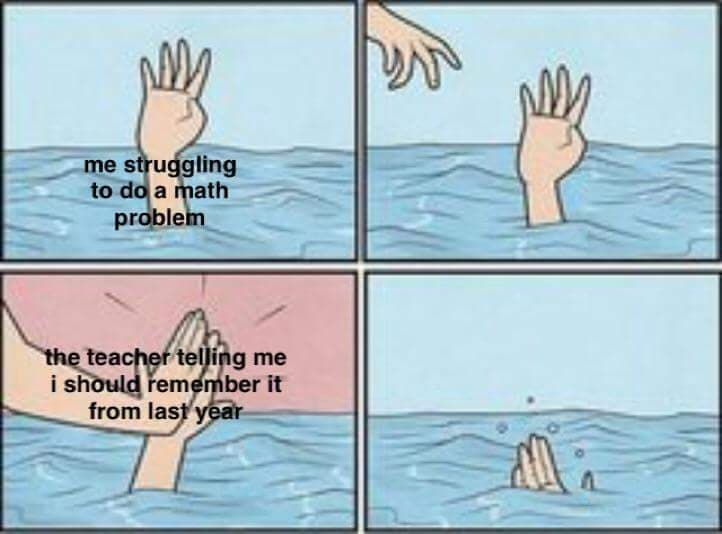 me struggling
to do a math
problem
the teacher telling me
i should remember it
from last year